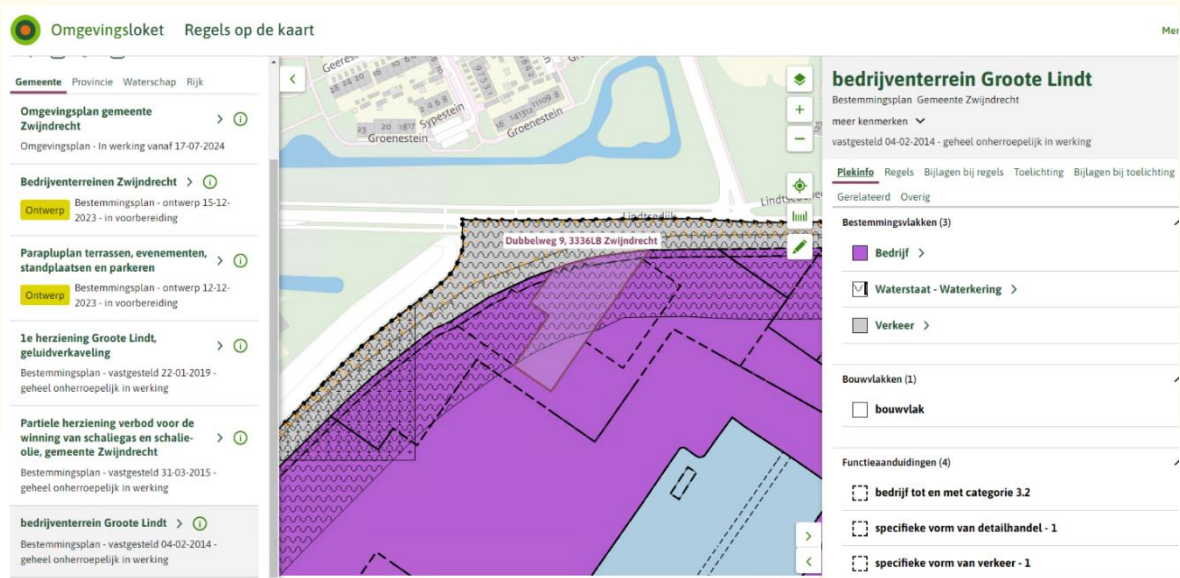 Omgevingsloket Regels op de kaart
Gemeente Provincie Waterschap Rijk
Omgevingsplan gemeente
Zwijndrecht
Omgevingsplan - In werking vanaf 17-07-2024
Bedrijventerreinen Zwijndrecht
Ontwerp
Bestemmingsplan - ontwerp 15-12-
2023 - in voorbereiding
Parapluplan terrassen, evenementen,
standplaatsen en parkeren
Ontwerp
Bestemmingsplan - ontwerp 12-12-
2023 - in voorbereiding
1e herziening Groote Lindt,
geluidverkaveling
Bestemmingsplan - vastgesteld 22-01-2019 -
geheel onherroepelijk in werking
Partiele herziening verbod voor de
winning van schaliegas en schalie-
olie, gemeente Zwijndrecht
Bestemmingsplan - vastgesteld 31-03-2015 -
geheel onherroepelijk in werking
bedrijventerrein Groote Lindt
Bestemmingsplan - vastgesteld 04-02-2014 -
geheel onherroepelijk in werking
Sypestein
Groenestein
Groenestein
Lindtsedijk
Dubbelweg 9, 3336LB Zwijndrecht
bedrijventerrein Groote Lindt
Bestemmingsplan Gemeente Zwijndrecht
meer kenmerken
vastgesteld 04-02-2014 - geheel onherroepelijk in werking
Plekinfo Regels Bijlagen bij regels Toelichting Bijlagen bij toelichting
Gerelateerd Overig
Bestemmingsvlakken (3)
Bedrijf
Waterstaat - Waterkering
Verkeer
Bouwvlakken (1)
bouwvlak
Functieaanduidingen (4)
bedrijf tot en met categorie 3.2
specifieke vorm van detailhandel - 1
specifieke vorm van verkeer - 1